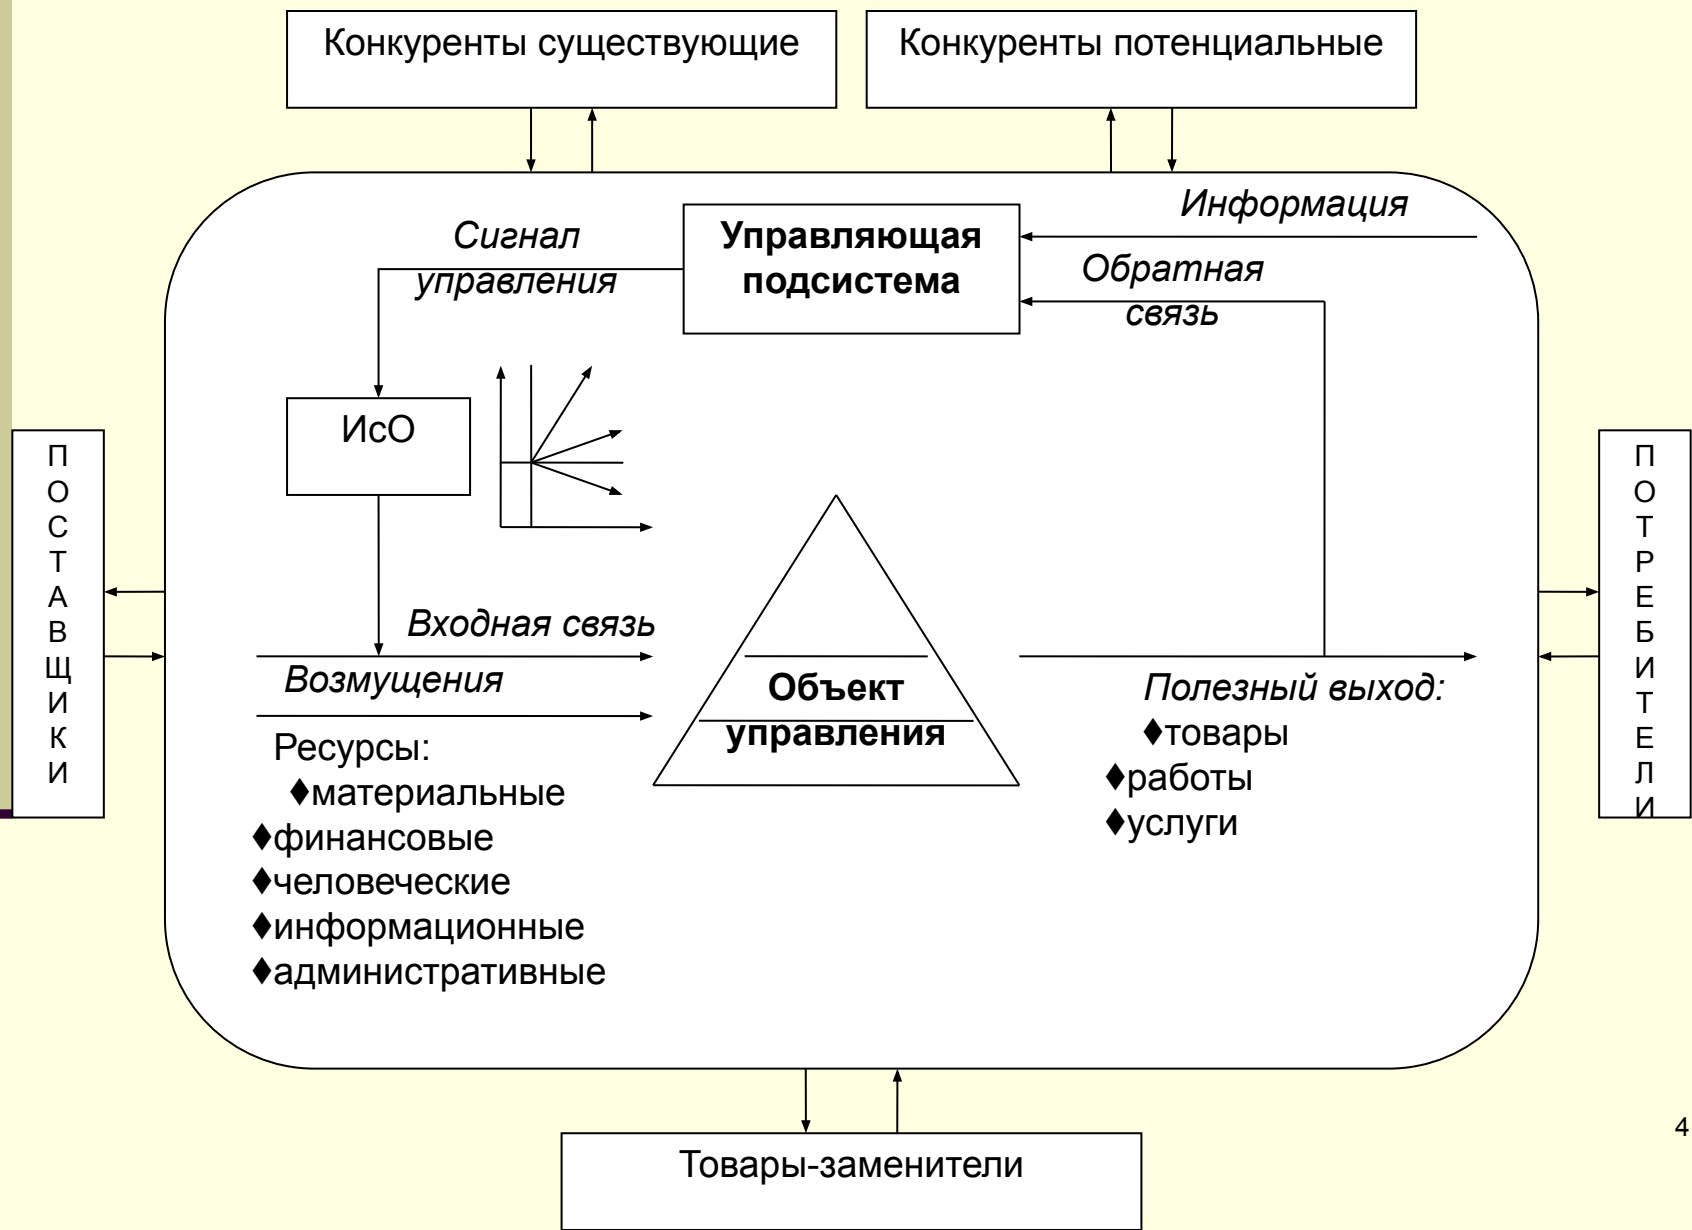 Конкуренты существующие
Конкуренты потенциальные
Информация
Сигнал
управления
Управляющая
подсистема
Обратная
связь
ИсО
П
О
С
Т
А
В
Щ
И
К
И
П
О
Т
Р
Е
Б
И
Т
Е
Л
И
Входная связь
Возмущения
Объект
управления
Полезный выход:
♦товары
♦работы
♦услуги
Ресурсы:
♦материальные
♦финансовые
♦человеческие
♦информационные
♦административные
4
Товары-заменители